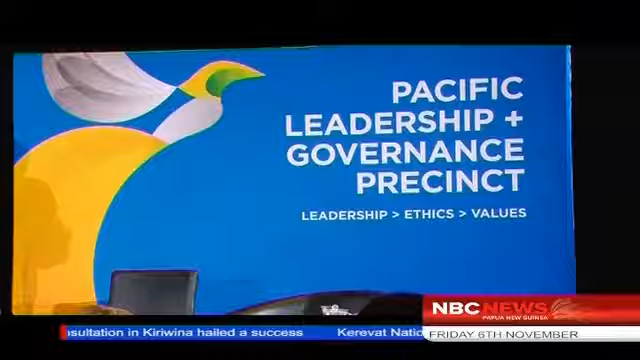 PACIFIC
LEADERSHIP +
GOVERNANCE
PRECINCT
LEADERSHIP > ETHICS > VALUES
NBC NEWS
PAPUA NEW GUINEA
in Kiriwina hailed a success Kerevat
FRIDAY 6TH NOVEMBER